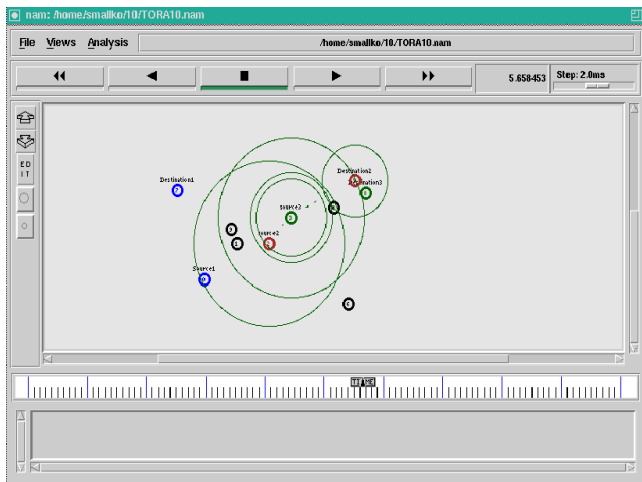 nam: /home/smallko/10/TORA10.nam
File Views Analysis /home/smallko/10/TORA10.nam
5.658453 Step: 2.0ms
E D
I T
Destination2
Destination1
Destination3
source3
source2
Source1
TIME